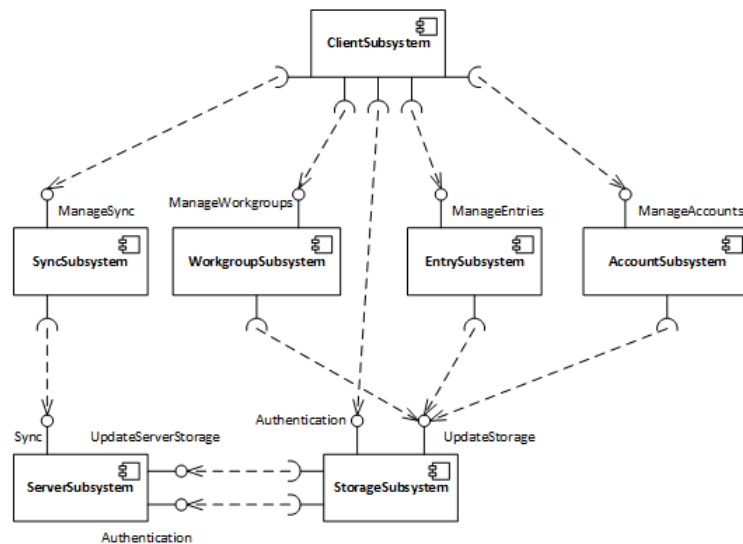 ClientSubsystem
ManageSync
ManageWorkgroups
ManageEntries
ManageAccounts
SyncSubsystem
WorkgroupSubsystem
EntrySubsystem
AccountSubsystem
Sync
UpdateServerStorage
Authentication
UpdateStorage
ServerSubsystem
StorageSubsystem
Authentication